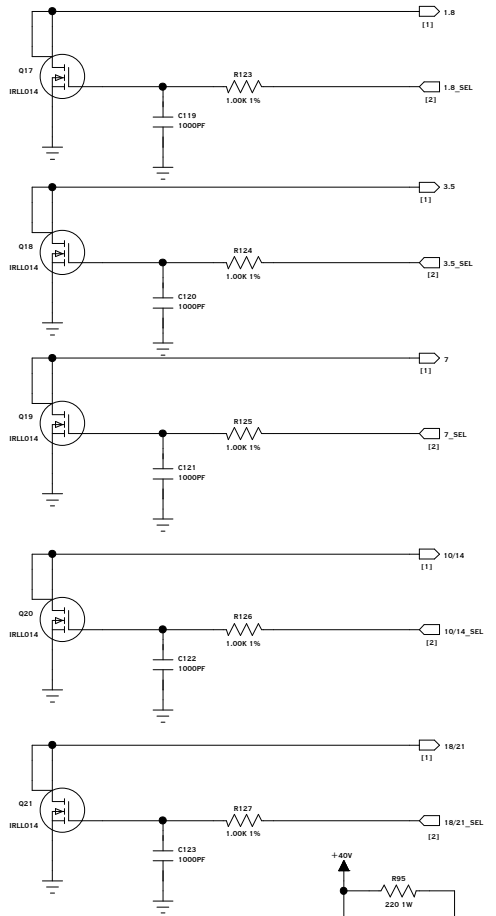 1.8
[1]
Q17
R123
IRLL014
1.8_SEL
1.00K 1%
[2]
C119
1000PF
3.5
[1]
Q18
R124
IRLL014
3.5_SEL
1.00K 1%
[2]
C120
1000PF
7
[1]
Q19
R125
IRLL014
7_SEL
1.00K 1%
[2]
C121
1000PF
10/14
[1]
Q20
R126
IRLL014
10/14_SEL
1.00K 1%
[2]
C122
1000PF
18/21
[1]
Q21
R127
IRLL014
18/21_SEL
1.00K 1%
[2]
C123
1000PF
+40V
R95
220 1W